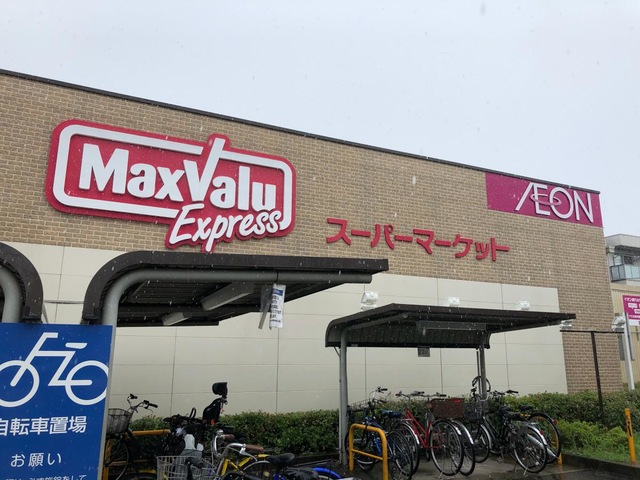 MaxValu
Express
スーパーマーケット
ÆON
自転車置場
お願い